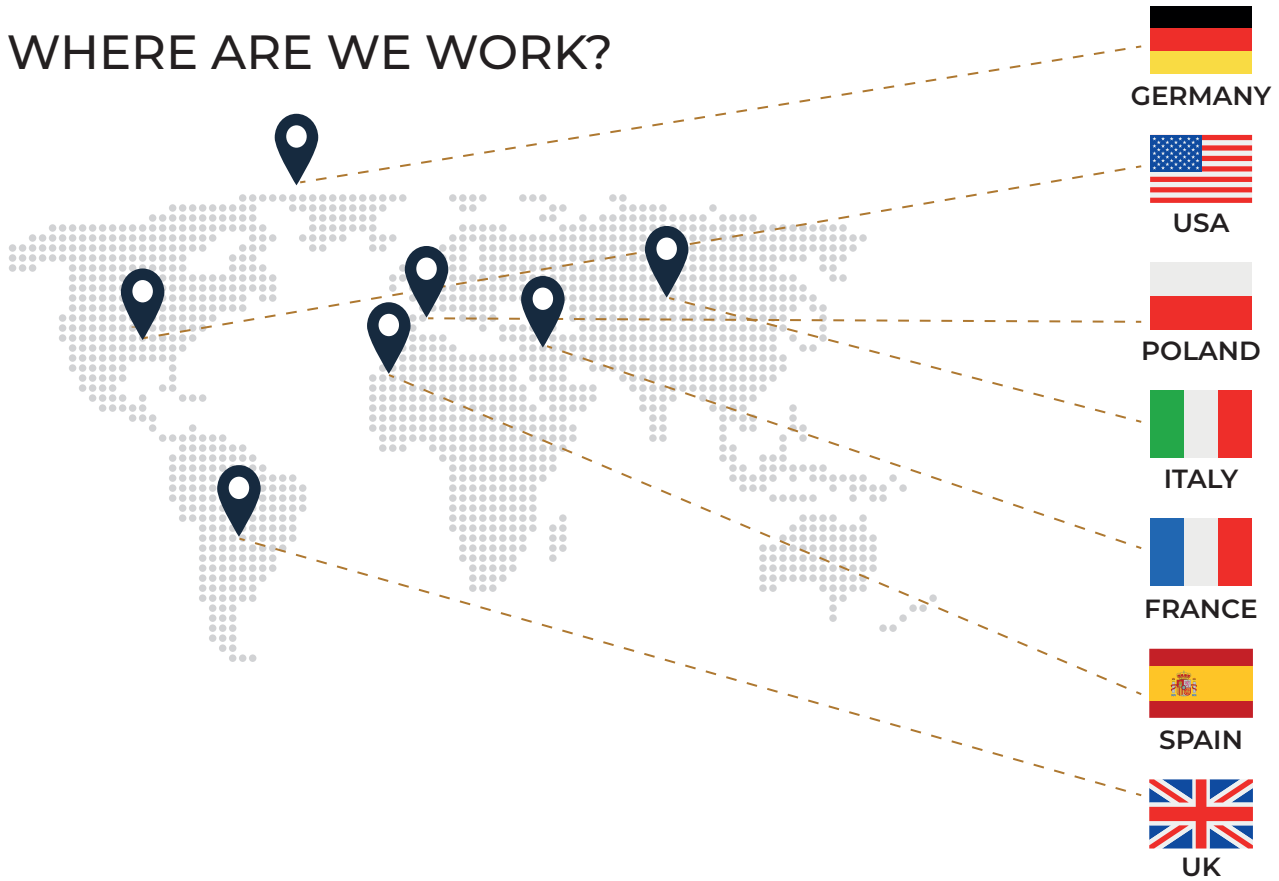 WHERE ARE WE WORK?
GERMANY
USA
POLAND
ITALY
FRANCE
SPAIN
UK